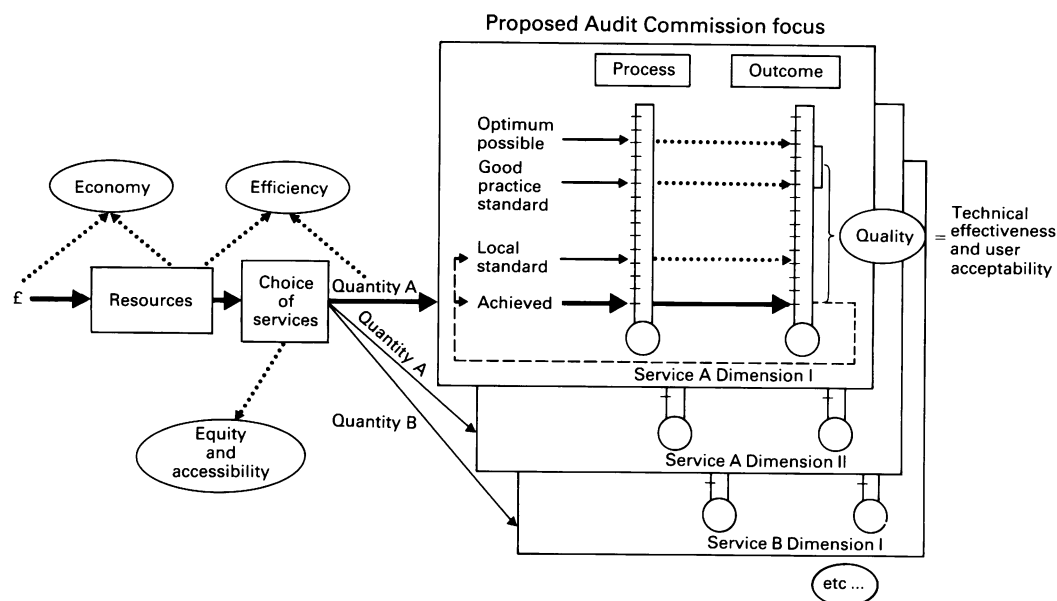 Proposed Audit Commission focus
Process
Outcome
Optimum
possible
Good
practice
standard
Local
standard
Achieved
Economy
Efficiency
£
Resources
Choice
of
services
Quantity A
Quantity A
Quantity B
Equity
and
accessibility
Quality
= Technical
effectiveness
and user
acceptability
Service A Dimension I
Service A Dimension II
Service B Dimension I
etc ...